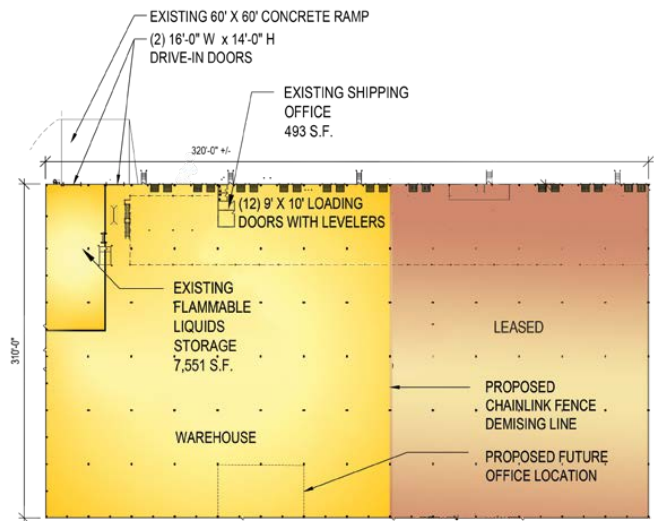 EXISTING 60' X 60' CONCRETE RAMP
(2) 16'-0" W x 14'-0" H
DRIVE-IN DOORS
EXISTING SHIPPING
OFFICE
493 S.F.
320'-0" +/-
(12) 9' X 10' LOADING
DOORS WITH LEVELERS
EXISTING
FLAMMABLE
LIQUIDS
STORAGE
7,551 S.F.
LEASED
310'-0"
PROPOSED
CHAINLINK FENCE
DEMISING LINE
WAREHOUSE
PROPOSED FUTURE
OFFICE LOCATION